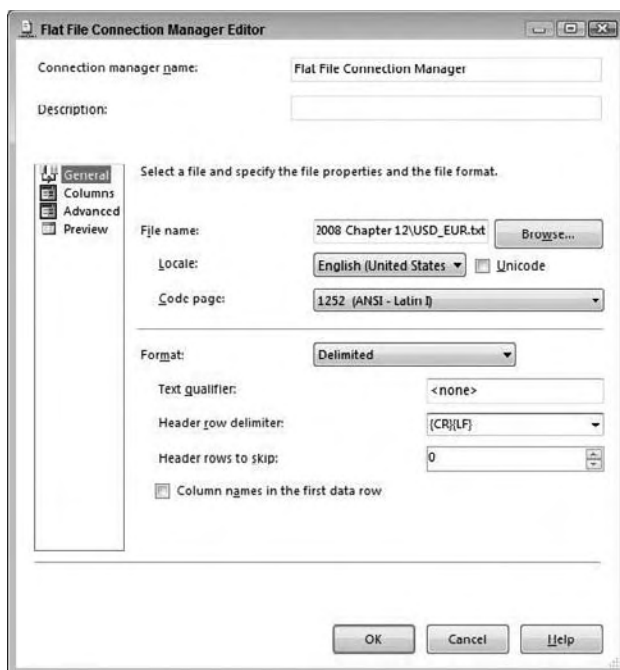 Flat File Connection Manager Editor
Connection manager name: Flat File Connection Manager
Description:
General
Columns
Advanced
Preview
Select a file and specify the file properties and the file format.
File name: 2008 Chapter 12\USD_EUR.txt Browse...
Locale: English (United States Unicode
Code page: 1252 (ANSI - Latin I)
Format: Delimited
Text qualifier: <none>
Header row delimiter: {CR}{LF}
Header rows to skip: 0
Column names in the first data row
OK Cancel Help